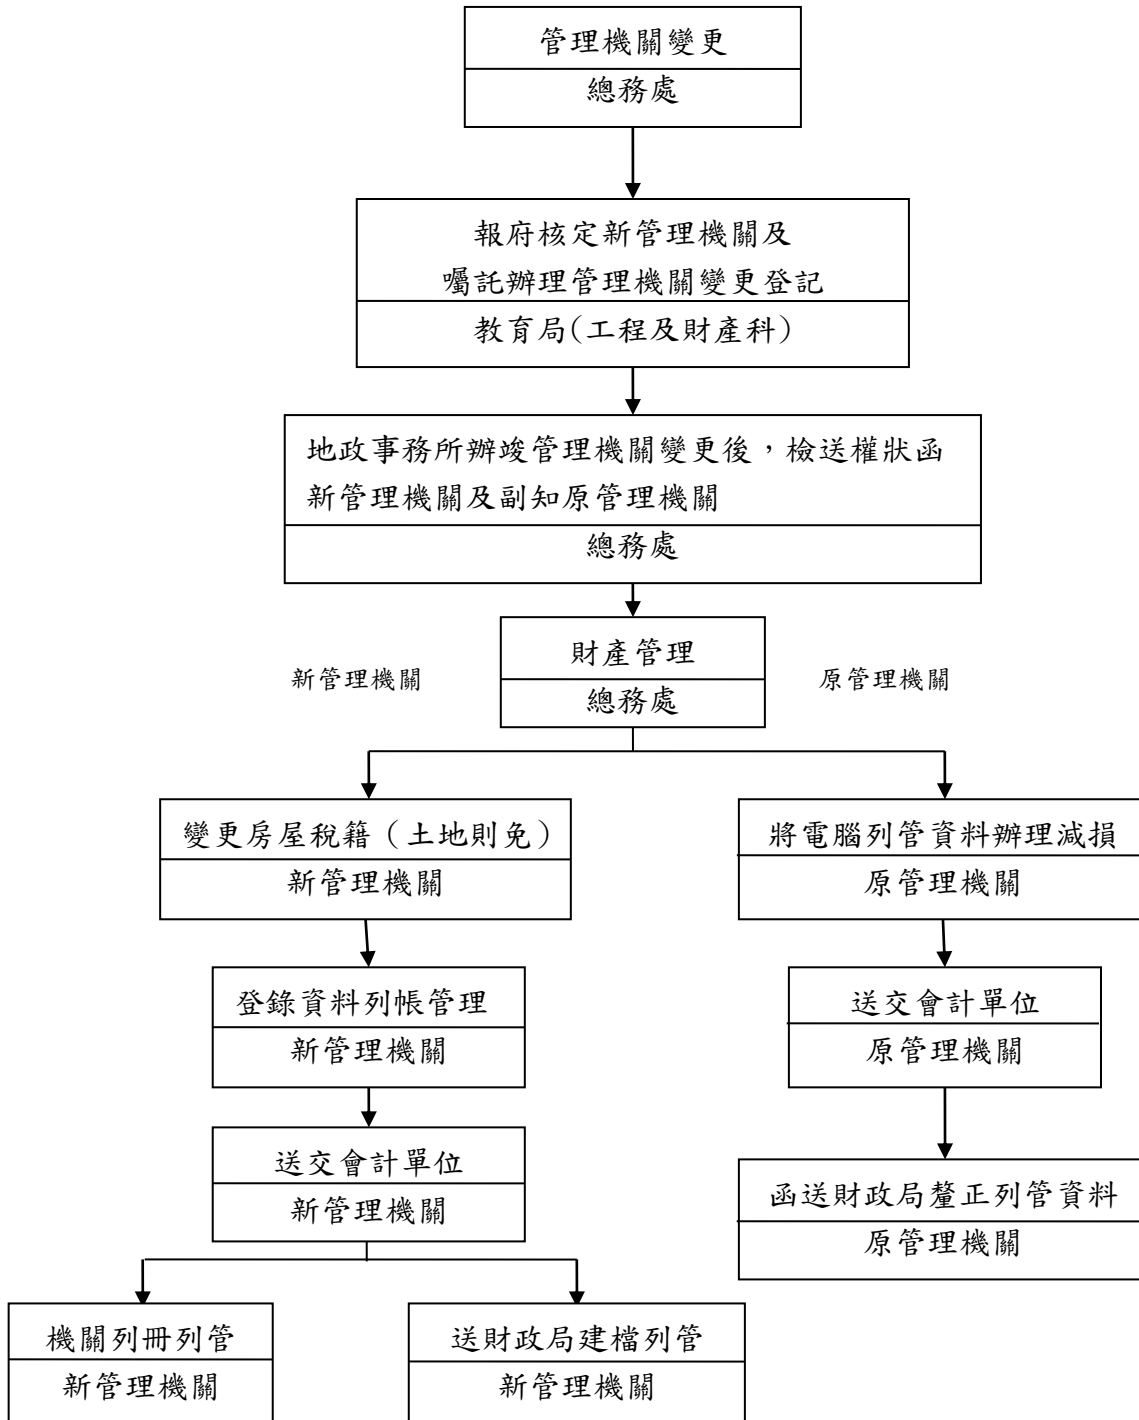 管理機關變更
總務處
報府核定新管理機關及
囑託辦理管理機關變更登記
教育局(工程及財產科)
地政事務所辦竣管理機關變更後，檢送權狀函
新管理機關及副知原管理機關
總務處
財產管理
總務處
新管理機關
原管理機關
變更房屋稅籍（土地則免）
新管理機關
將電腦列管資料辦理減損
原管理機關
登錄資料列帳管理
新管理機關
送交會計單位
原管理機關
送交會計單位
新管理機關
函送財政局釐正列管資料
原管理機關
機關列冊列管
新管理機關
送財政局建檔列管
新管理機關